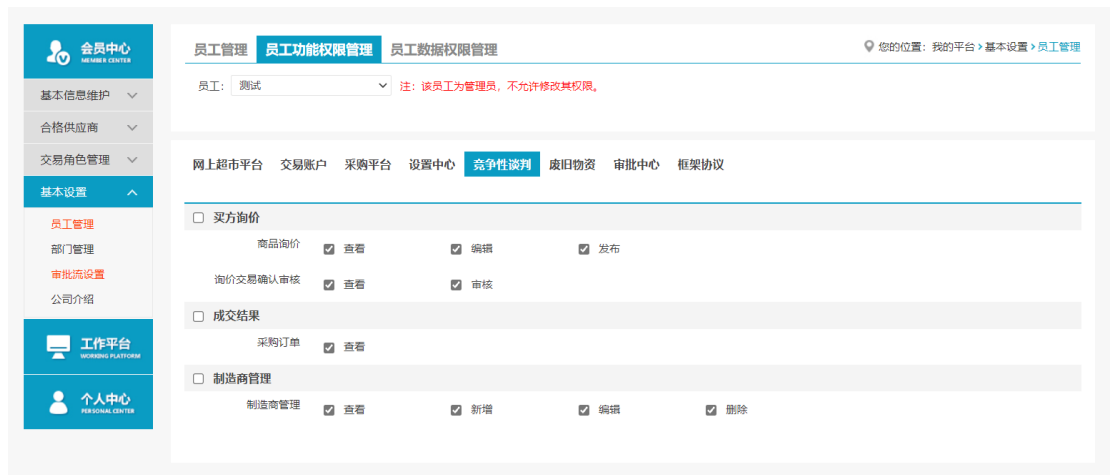 会员中心
MEMBER CENTER
基本信息维护
合格供应商
交易角色管理
基本设置
员工管理
部门管理
审批流设置
公司介绍
工作平台
WORKING PLATFORM
个人中心
PERSONAL CENTER
员工管理 员工功能权限管理 员工数据权限管理
您的位置：我的平台>基本设置>员工管理
员工： 测试 注：该员工为管理员，不允许修改其权限。
网上超市平台 交易账户 采购平台 设置中心 竞争性谈判 废旧物资 审批中心 框架协议
买方询价
商品询价 查看 编辑 发布
询价交易确认审核 查看 审核
成交结果
采购订单 查看
制造商管理
制造商管理 查看 新增 编辑 删除